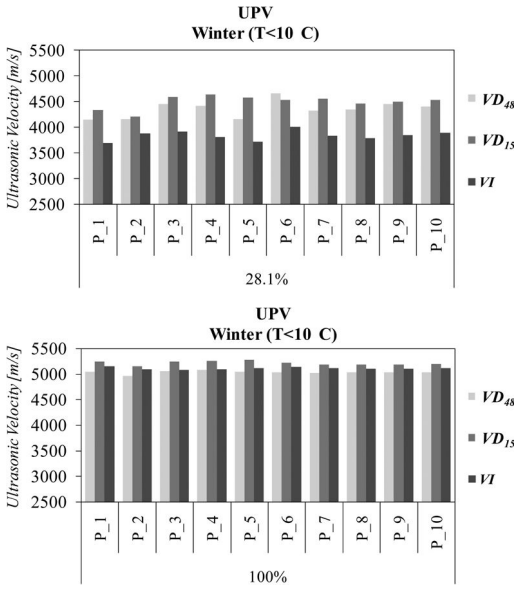 UPV
Winter (T<10 C)
Ultrasonic Velocity [m/s]
5500
5000
4500
4000
3500
3000
2500
P_1 P_2 P_3 P_4 P_5 P_6 P_7 P_8 P_9 P_10
28.1%
VD48
VD15
VI
UPV
Winter (T<10 C)
Ultrasonic Velocity [m/s]
5500
5000
4500
4000
3500
3000
2500
P_1 P_2 P_3 P_4 P_5 P_6 P_7 P_8 P_9 P_10
100%
VD48
VD15
VI